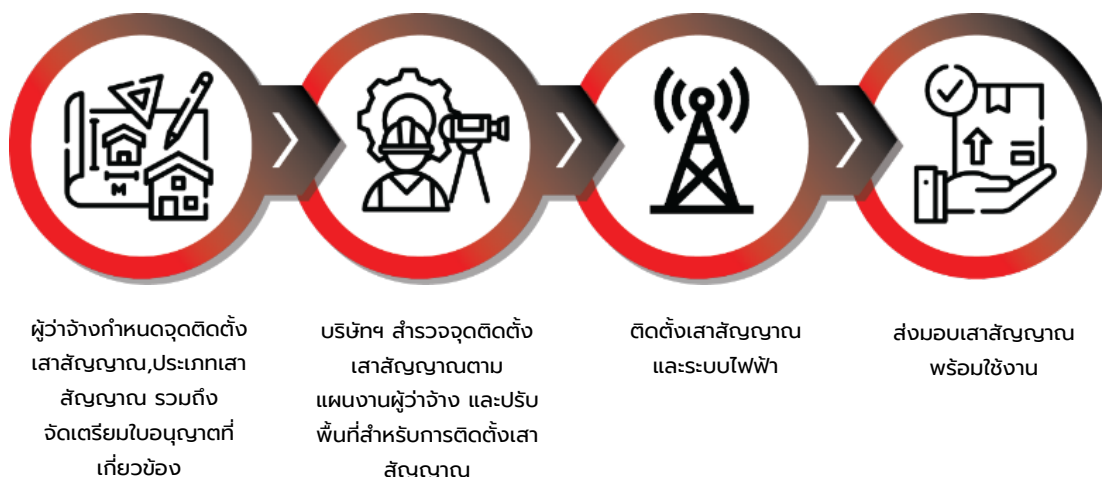 ผู้ว่าจ้างกำหนดจุดติดตั้ง
เสาสัญญาณ,ประเภทเสา
สัญญาณ รวมถึง
จัดเตรียมใบอนุญาตที่
เกี่ยวข้อง
บริษัทฯ สำรวจจุดติดตั้ง
เสาสัญญาณตาม
แผนงานผู้ว่าจ้าง และปรับ
พื้นที่สำหรับการติดตั้งเสา
สัญญาณ
ติดตั้งเสาสัญญาณ
และระบบไฟฟ้า
ส่งมอบเสาสัญญาณ
พร้อมใช้งาน
M